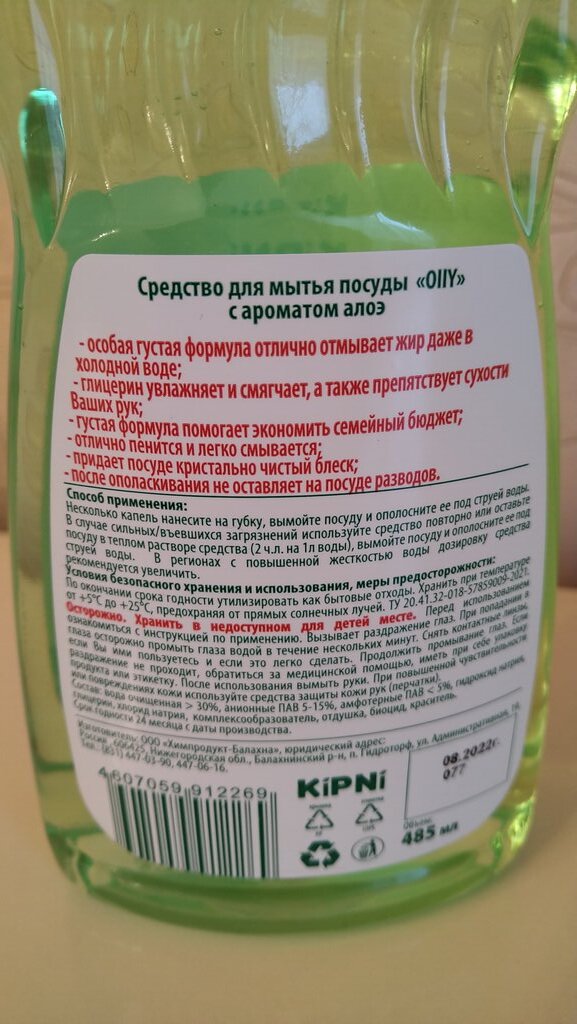 Средство для мытья посуды «OllY»
с ароматом алоэ
- особая густая формула отлично отмывает жир даже в
холодной воде;
- глицерин увлажняет и смягчает, а также препятствует сухости
Ваших рук;
- густая формула помогает экономить семейный бюджет;
- отлично пенится и легко смывается;
- придает посуде кристально чистый блеск;
- после ополаскивания не оставляет на посуде разводов.
Способ применения:
Несколько капель нанесите на губку, вымойте посуду и ополосните ее под струей воды.
В случае сильных/въевшихся загрязнений используйте средство повторно или оставьте
посуду в теплом растворе средства (2 ч.л. на 1л воды), вымойте посуду и ополосните ее под
струей воды. В регионах с повышенной жесткостью воды дозировку средства
рекомендуется увеличить.
Условия безопасного хранения и использования, меры предосторожности:
По окончании срока годности утилизировать как бытовые отходы. Хранить при температуре
от +5°С до +25°С, предохраняя от прямых солнечных лучей. ТУ 20.41.32-018-57859009-2021.
Осторожно. Хранить в недоступном для детей месте. Перед использованием
ознакомиться с инструкцией по применению. Вызывает раздражение глаз. При попадании в
глаза осторожно промыть глаза водой в течение нескольких минут. Снять контактные линзы,
если Вы ими пользуетесь и если это легко сделать. Продолжить промывание глаз. Если
раздражение не проходит, обратиться за медицинской помощью, иметь при себе упаковку
продукта или этикетку. После использования вымыть руки. При повышенной чувствительности
или повреждениях кожи используйте средства защиты кожи рук (перчатки).
Состав: вода очищенная > 30%, анионные ПАВ 5-15%, амфотерные ПАВ < 5%, гидроксид натрия,
глицерин, хлорид натрия, комплексообразователь, отдушка, биоцид, краситель.
Срок годности 24 месяца с даты производства.
Изготовитель: ООО «Химпродукт-Балахна», юридический адрес:
Россия, 606425, Нижегородская обл., Балахнинский р-н, п. Гидроторф, ул. Административная, 18.
Тел.: (831) 447-03-90, 447-06-16.
4607059 912269
KiPNi
08.2022г.
077
Объем:
485 мл